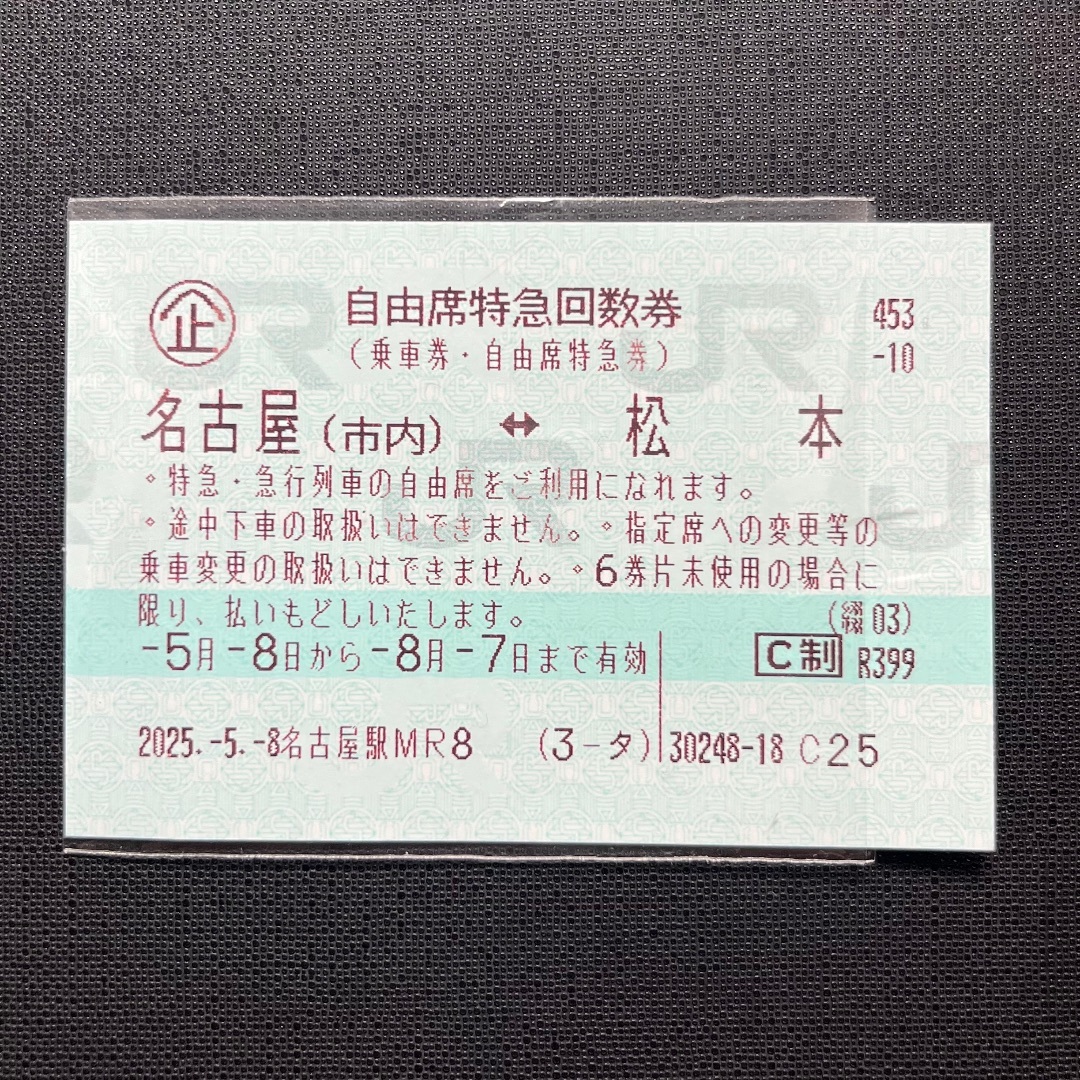 企 自由席特急回数券 453
(乗車券・自由席特急券) -10
名古屋(市内) ↔ 松本
◦特急・急行列車の自由席をご利用になれます。
◦途中下車の取扱いはできません。◦指定席への変更等の
乗車変更の取扱いはできません。◦6券片未使用の場合に
限り、払いもどしいたします。
-5月-8日から-8月-7日まで有効 C制 R399
2025.-5.-8名古屋駅MR8 (3-タ) 30248-18 C25